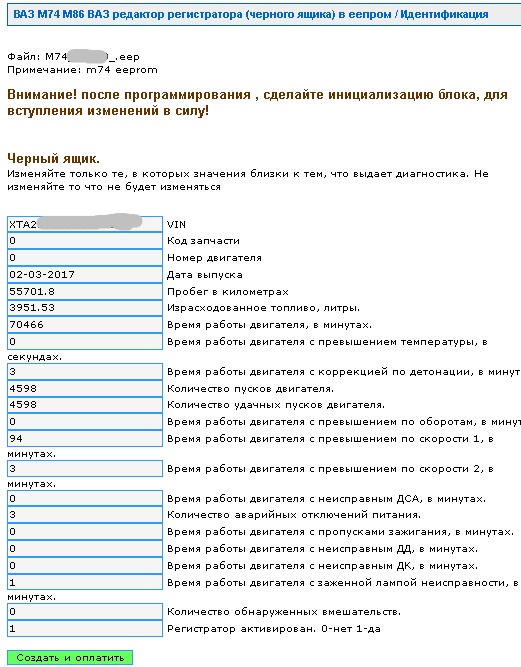 ВАЗ М74 М86 ВАЗ редактор регистратора (черного ящика) в еепром / Идентификация
Файл: M74 _.eep
Примечание: m74 eeprom
Внимание! после программирования , сделайте инициализацию блока, для
вступления изменений в силу!
Черный ящик.
Изменяйте только те, в которых значения близки к тем, что выдает диагностика. Не
изменяйте то что не будет изменяться
XTA2 VIN
0 Код запчасти
0 Номер двигателя
02-03-2017 Дата выпуска
55701.8 Пробег в километрах
3951.53 Израсходованное топливо, литры.
70466 Время работы двигателя, в минутах.
0 Время работы двигателя с превышением температуры, в
секундах.
3 Время работы двигателя с коррекцией по детонации, в минут
4598 Количество пусков двигателя.
4598 Количество удачных пусков двигателя.
0 Время работы двигателя с превышением по оборотам, в минут
94 Время работы двигателя с превышением по скорости 1, в
минутах.
3 Время работы двигателя с превышением по скорости 2, в
минутах.
0 Время работы двигателя с неисправным ДСА, в минутах.
3 Количество аварийных отключений питания.
0 Время работы двигателя с пропусками зажигания, в минутах.
0 Время работы двигателя с неисправным ДД, в минутах.
0 Время работы двигателя с неисправным ДК, в минутах.
1 Время работы двигателя с заженной лампой неисправности, в
минутах.
0 Количество обнаруженных вмешательств.
1 Регистратор активирован. 0-нет 1-да
Создать и оплатить